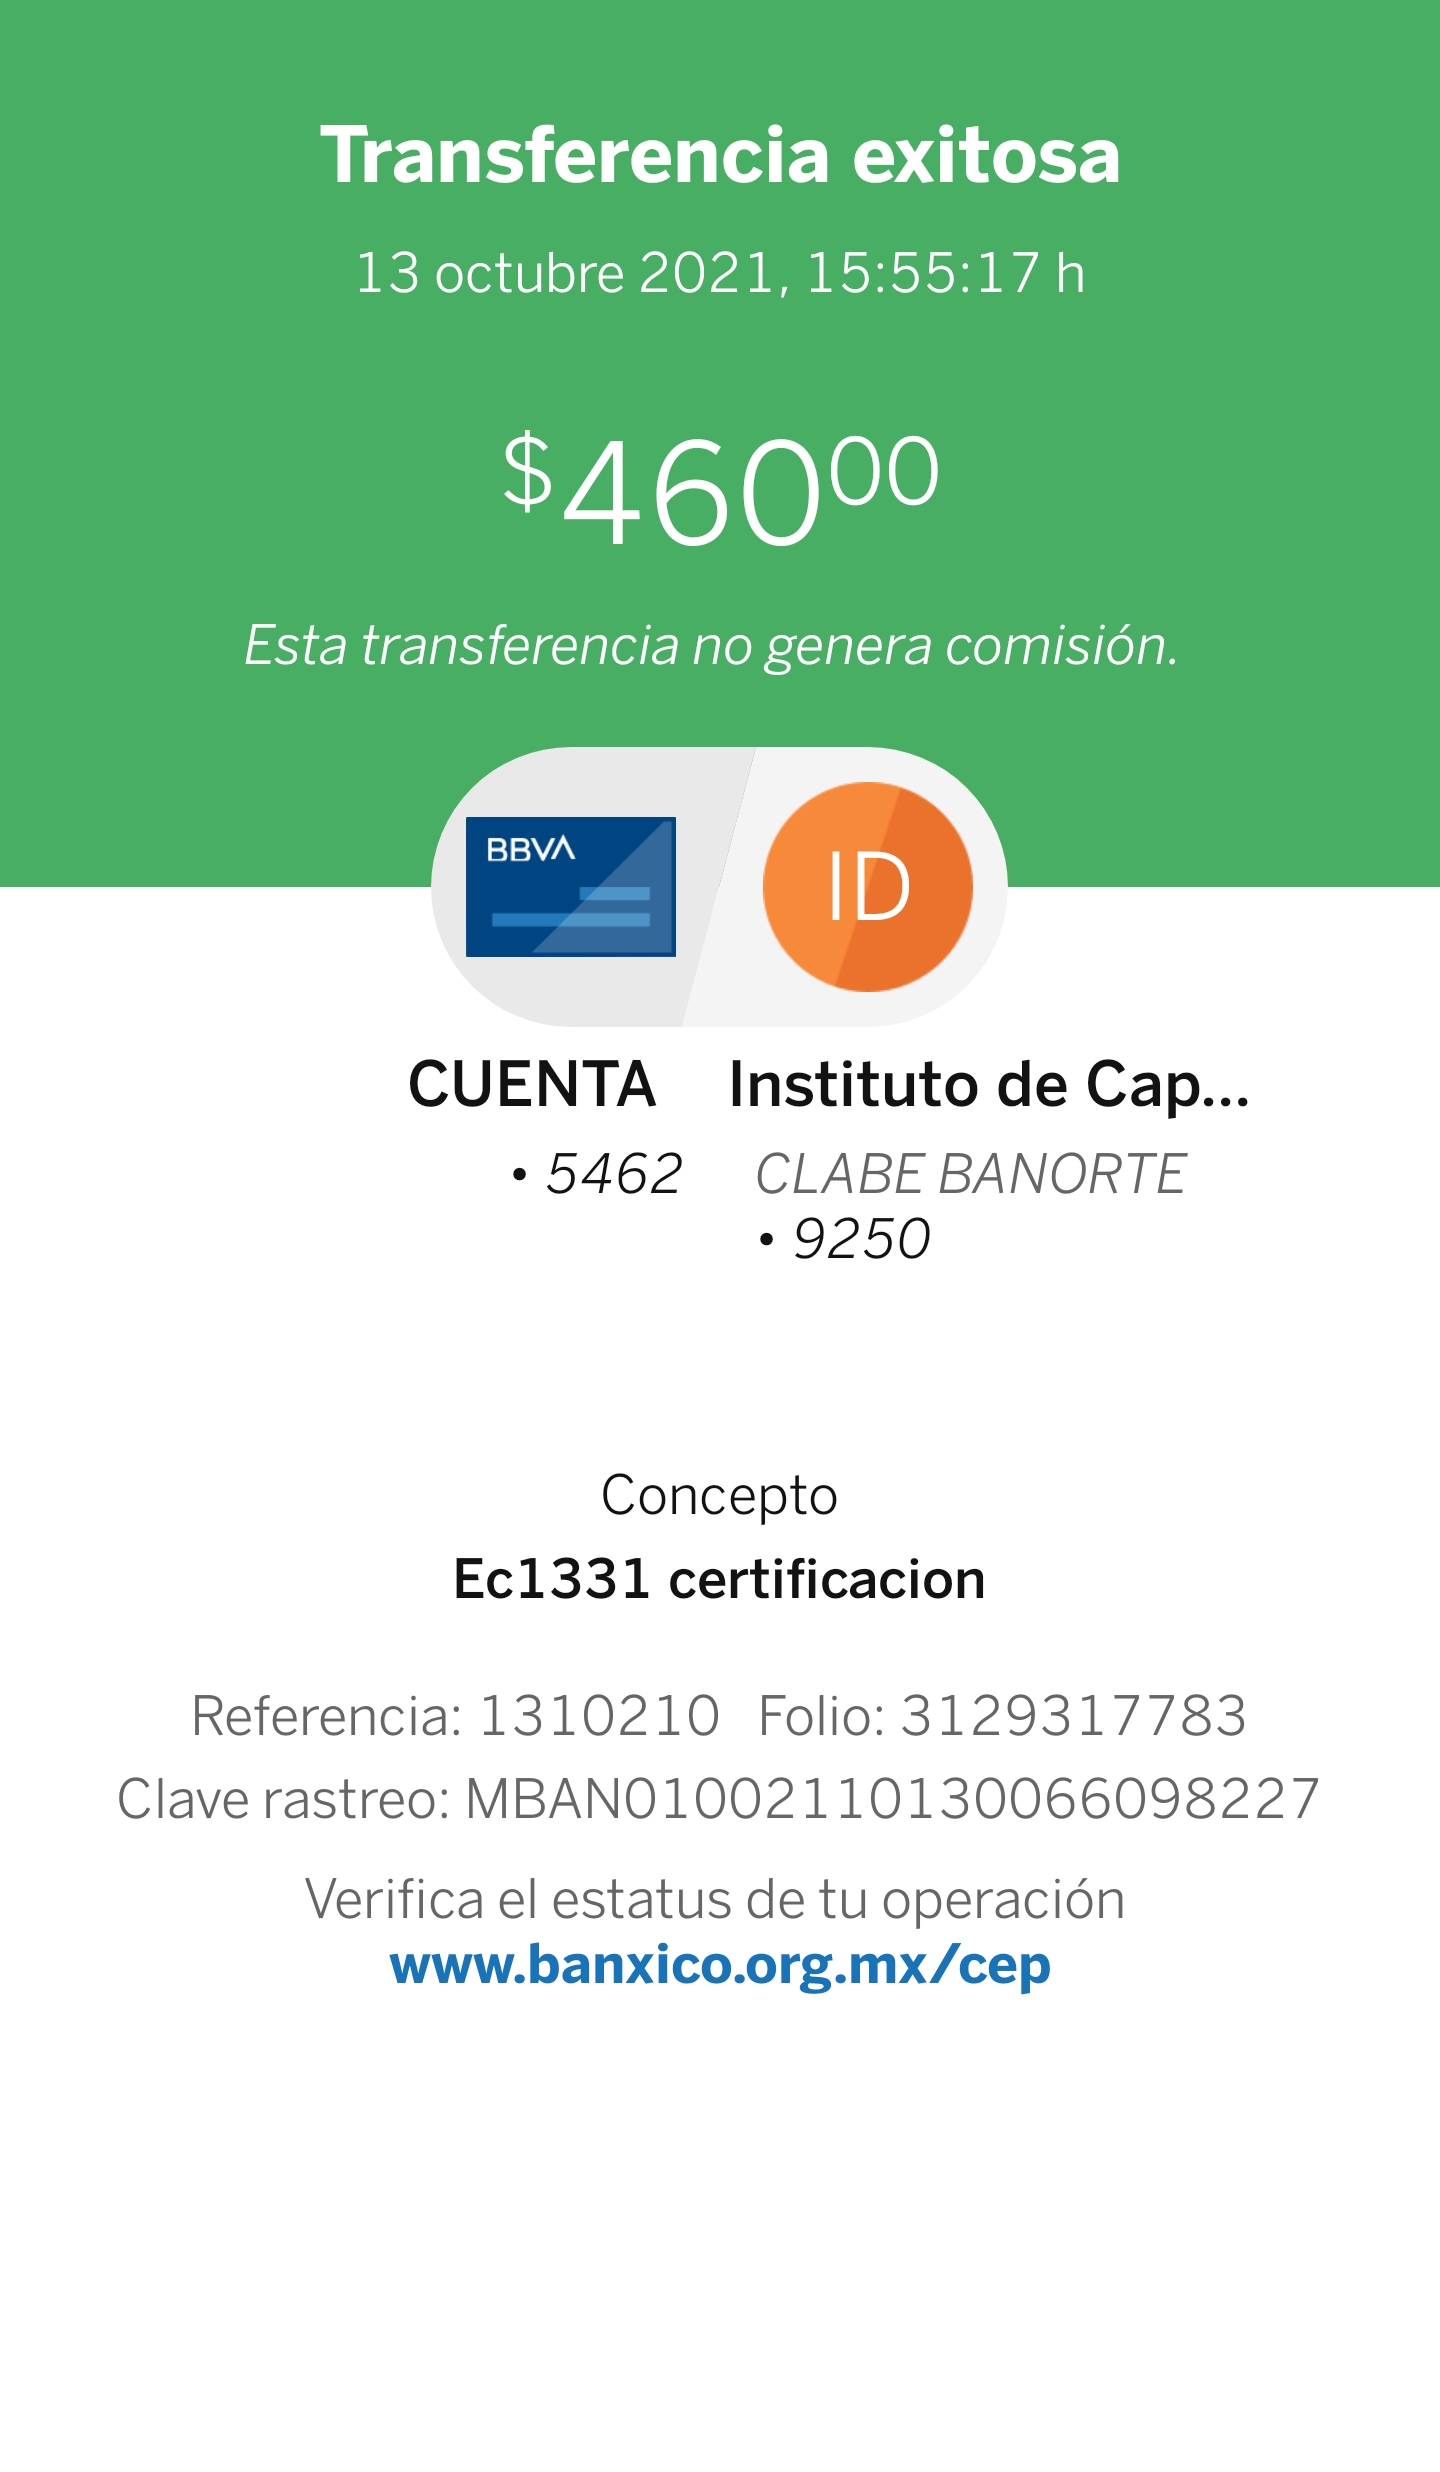 Transferencia exitosa
13 octubre 2021, 15:55:17 h
$46000
Esta transferencia no genera comisión.
BBVA
ID
CUENTA Instituto de Cap...
• 5462 CLABE BANORTE
• 9250
Concepto
Ec1331 certificacion
Referencia: 1310210 Folio: 3129317783
Clave rastreo: MBAN01002110130066098227
Verifica el estatus de tu operación
www.banxico.org.mx/cep